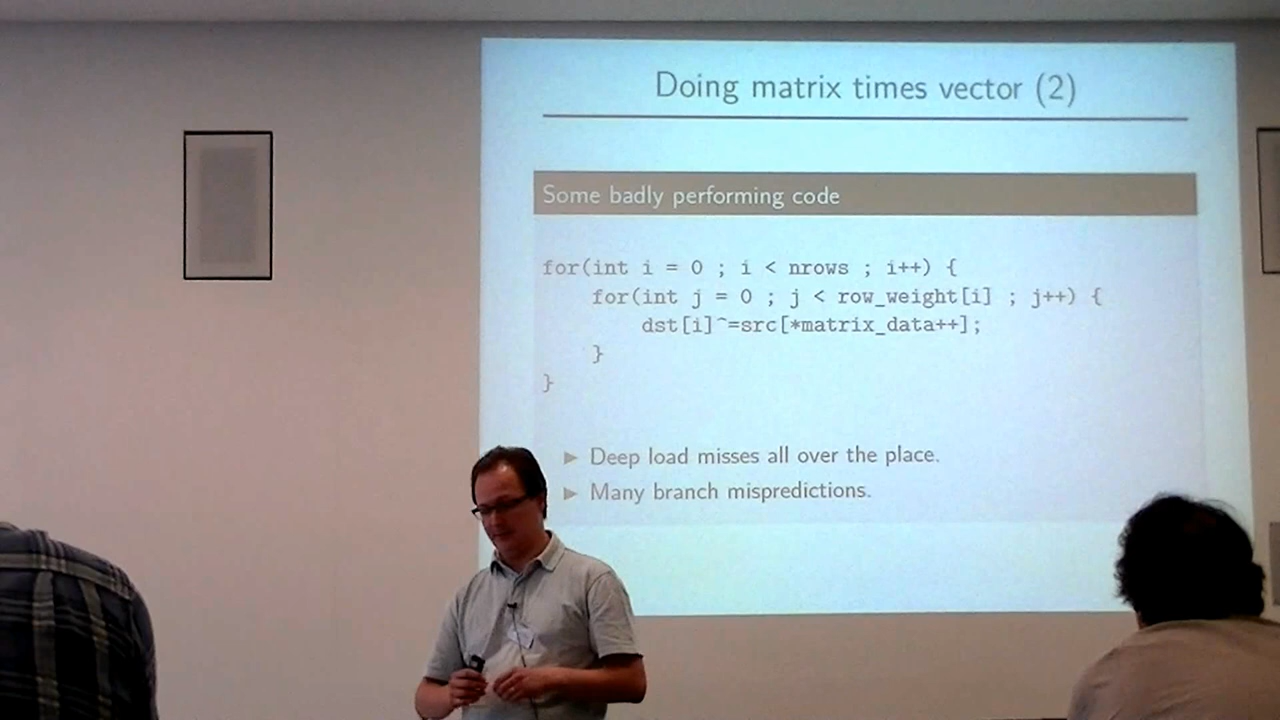 Doing matrix times vector (2)
Some badly performing code
for(int i = 0 ; i < nrows ; i++) {
    for(int j = 0 ; j < row_weight[i] ; j++) {
        dst[i]^=src[*matrix_data++];
    }
}
▶ Deep load misses all over the place.
▶ Many branch mispredictions.